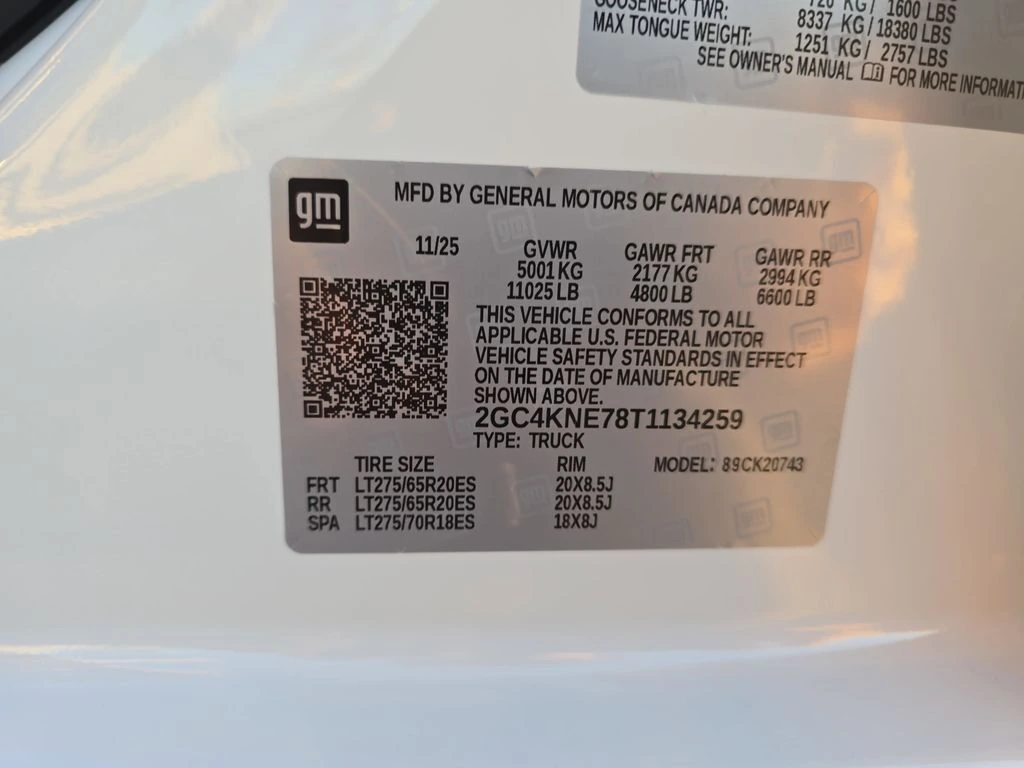 GOOSENECK TWR: 1600 LBS
8337 KG / 18380 LBS
MAX TONGUE WEIGHT: 1251 KG / 2757 LBS
SEE OWNER'S MANUAL FOR MORE INFORMATI
gm
MFD BY GENERAL MOTORS OF CANADA COMPANY
11/25 GVWR GAWR FRT GAWR RR
5001 KG 2177 KG 2994 KG
11025 LB 4800 LB 6600 LB
THIS VEHICLE CONFORMS TO ALL
APPLICABLE U.S. FEDERAL MOTOR
VEHICLE SAFETY STANDARDS IN EFFECT
ON THE DATE OF MANUFACTURE
SHOWN ABOVE.
2GC4KNE78T1134259
TYPE: TRUCK
TIRE SIZE RIM MODEL: 89CK20743
FRT LT275/65R20ES 20X8.5J
RR LT275/65R20ES 20X8.5J
SPA LT275/70R18ES 18X8J